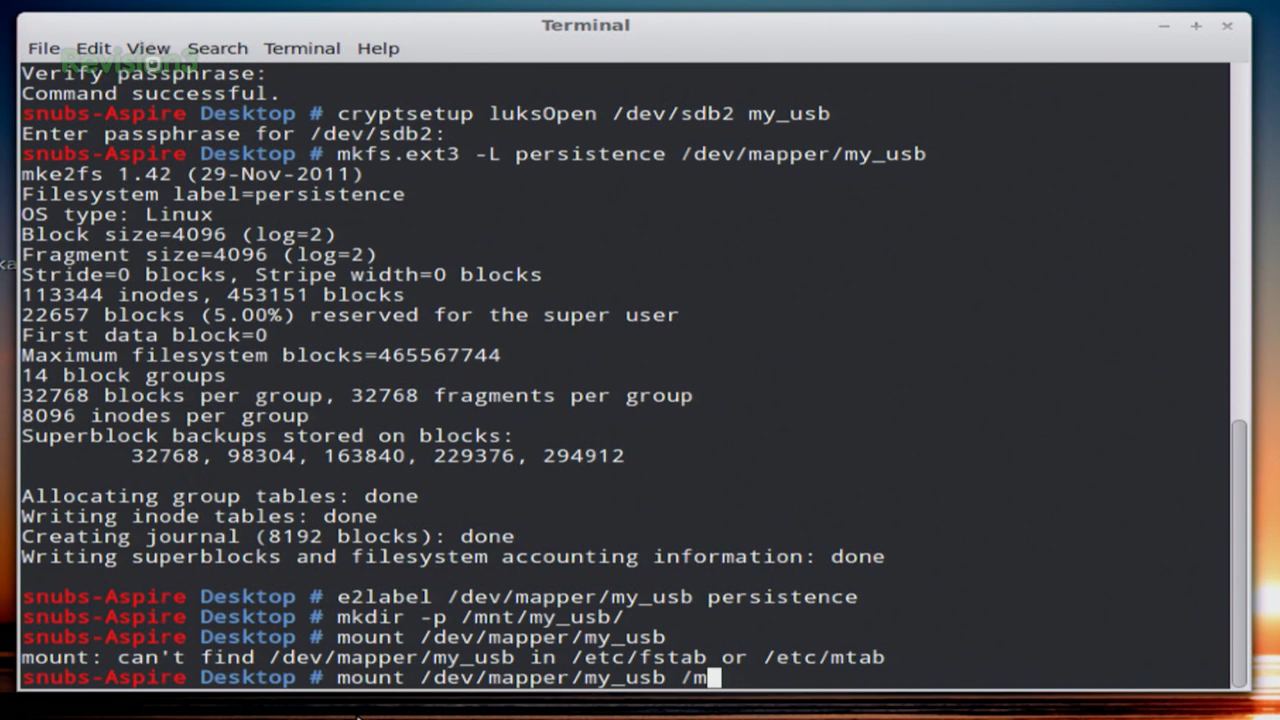 Terminal
File Edit View Search Terminal Help
Revision3
Verify passphrase:
Command successful.
snubs-Aspire Desktop # cryptsetup luksOpen /dev/sdb2 my_usb
Enter passphrase for /dev/sdb2:
snubs-Aspire Desktop # mkfs.ext3 -L persistence /dev/mapper/my_usb
mke2fs 1.42 (29-Nov-2011)
Filesystem label=persistence
OS type: Linux
Block size=4096 (log=2)
Fragment size=4096 (log=2)
Stride=0 blocks, Stripe width=0 blocks
113344 inodes, 453151 blocks
22657 blocks (5.00%) reserved for the super user
First data block=0
Maximum filesystem blocks=465567744
14 block groups
32768 blocks per group, 32768 fragments per group
8096 inodes per group
Superblock backups stored on blocks:
32768, 98304, 163840, 229376, 294912
Allocating group tables: done
Writing inode tables: done
Creating journal (8192 blocks): done
Writing superblocks and filesystem accounting information: done
snubs-Aspire Desktop # e2label /dev/mapper/my_usb persistence
snubs-Aspire Desktop # mkdir -p /mnt/my_usb/
snubs-Aspire Desktop # mount /dev/mapper/my_usb
mount: can't find /dev/mapper/my_usb in /etc/fstab or /etc/mtab
snubs-Aspire Desktop # mount /dev/mapper/my_usb /m